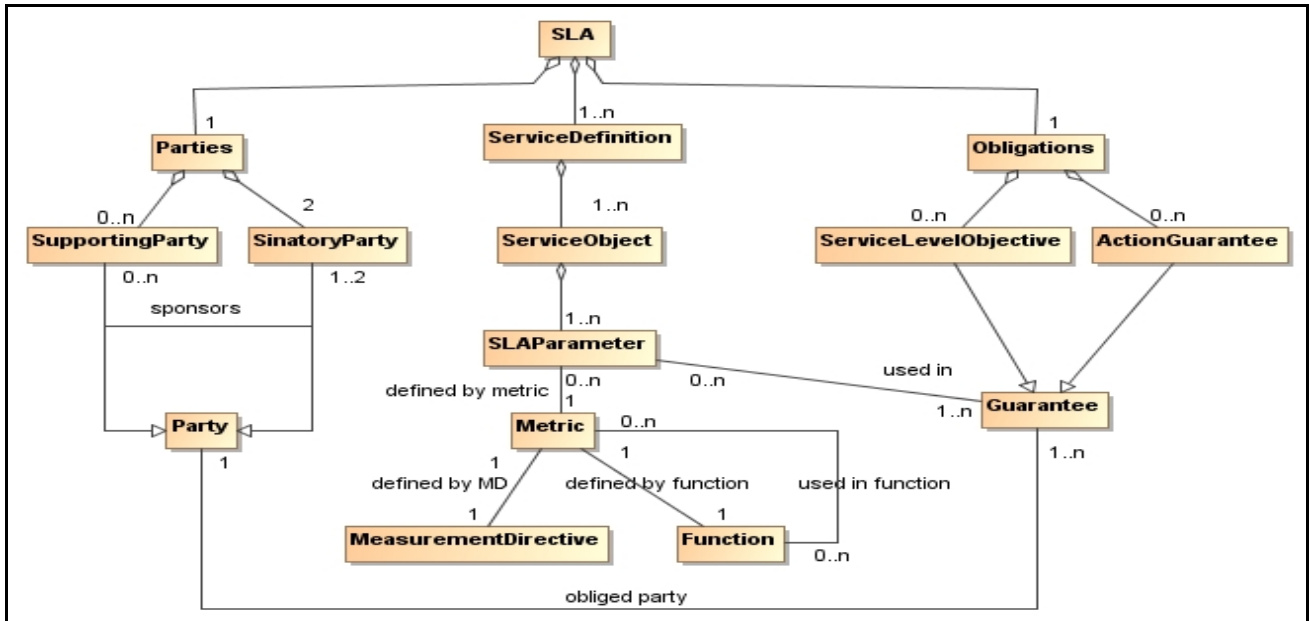 SLA
1
1..n
1
Parties
ServiceDefinition
Obligations
0..n
2
1..n
0..n
0..n
SupportingParty
SinatoryParty
ServiceObject
ServiceLevelObjective
ActionGuarantee
0..n
1..2
sponsors
1..n
SLAParameter
used in
defined by metric
0..n
0..n
1
1..n
Guarantee
Party
Metric
0..n
1
1
1
1..n
defined by MD
defined by function
used in function
1
1
MeasurementDirective
Function
0..n
obliged party